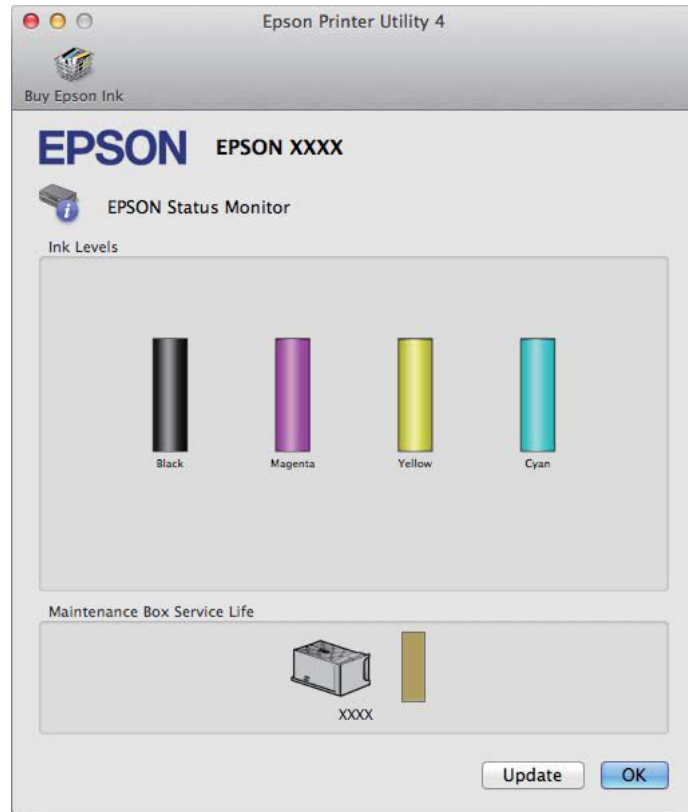 Epson Printer Utility 4
Buy Epson Ink
EPSON EPSON XXXX
EPSON Status Monitor
Ink Levels
Black Magenta Yellow Cyan
Maintenance Box Service Life
XXXX
Update OK